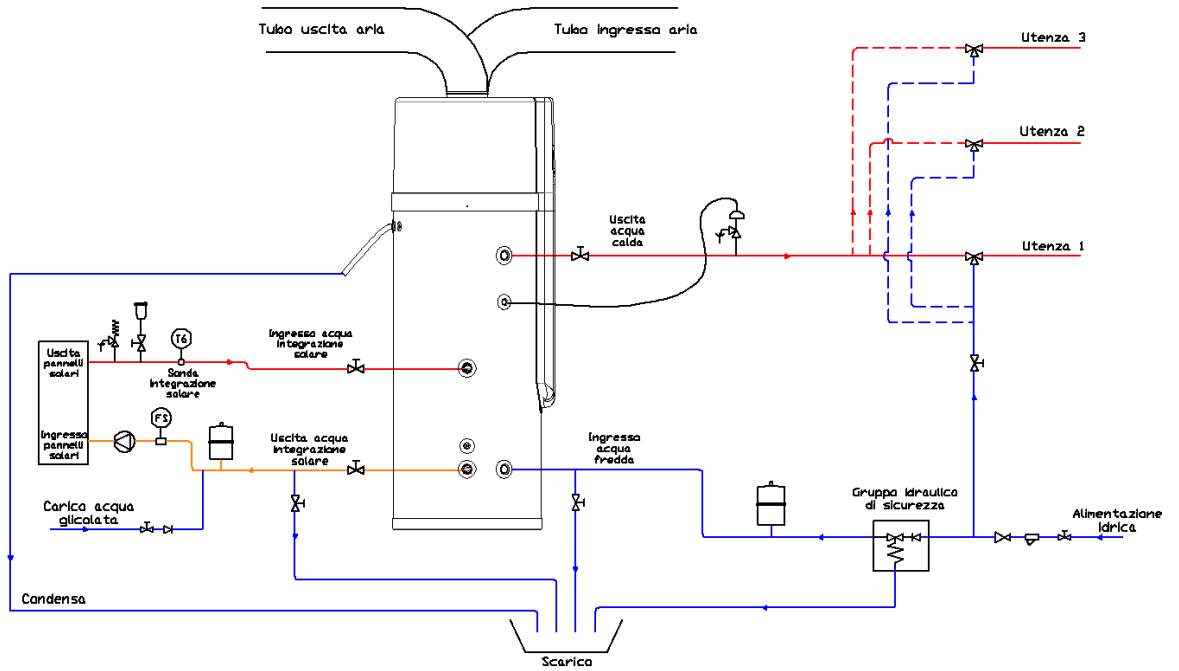 Tubo uscita aria
Tubo ingresso aria
Utenza 3
Utenza 2
Utenza 1
Uscita
acqua
calda
Ingresso acqua
integrazione
solare
T6
Uscita
pannelli
solari
Sonda
integrazione
solare
FS
Ingresso
pannelli
solari
Uscita acqua
integrazione
solare
Ingresso
acqua
fredda
Carica acqua
glicolata
Gruppo idraulico
di sicurezza
Alimentazione
idrica
Condensa
Scarico